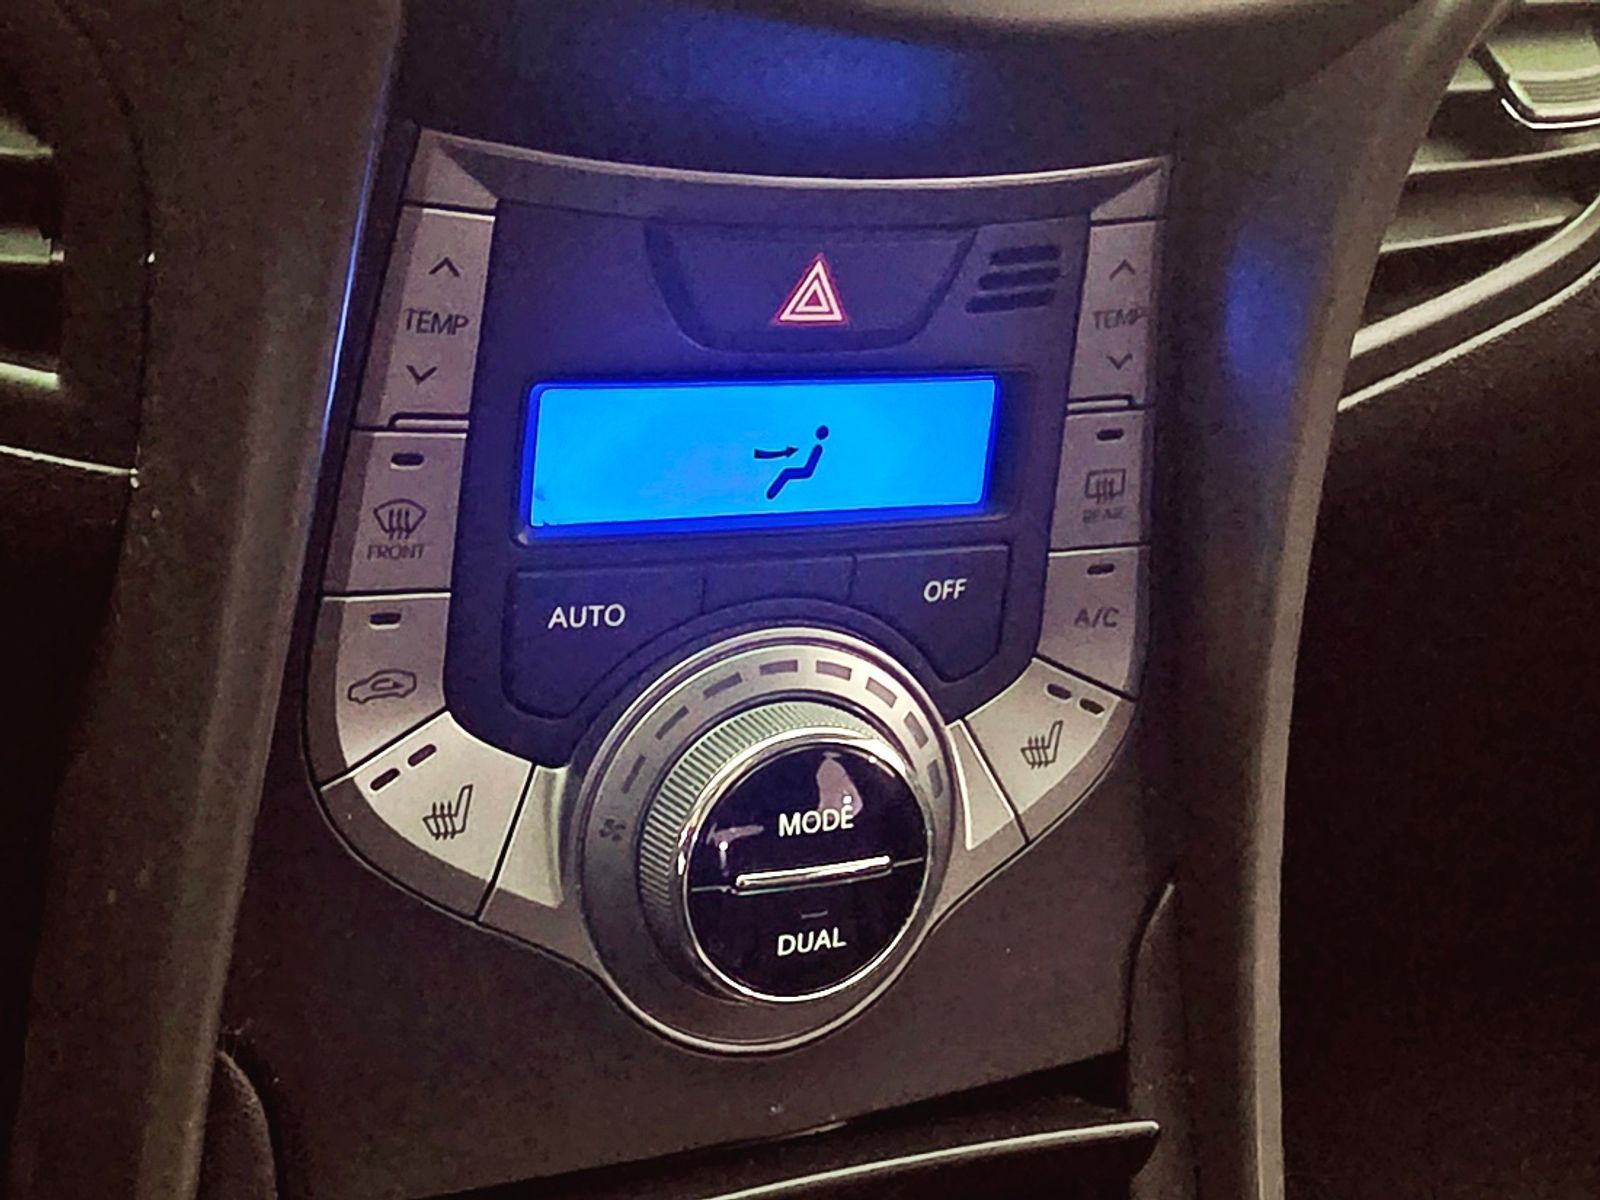 TEMP
TEMP
FRONT
REAR
AUTO
OFF
A/C
MODE
DUAL